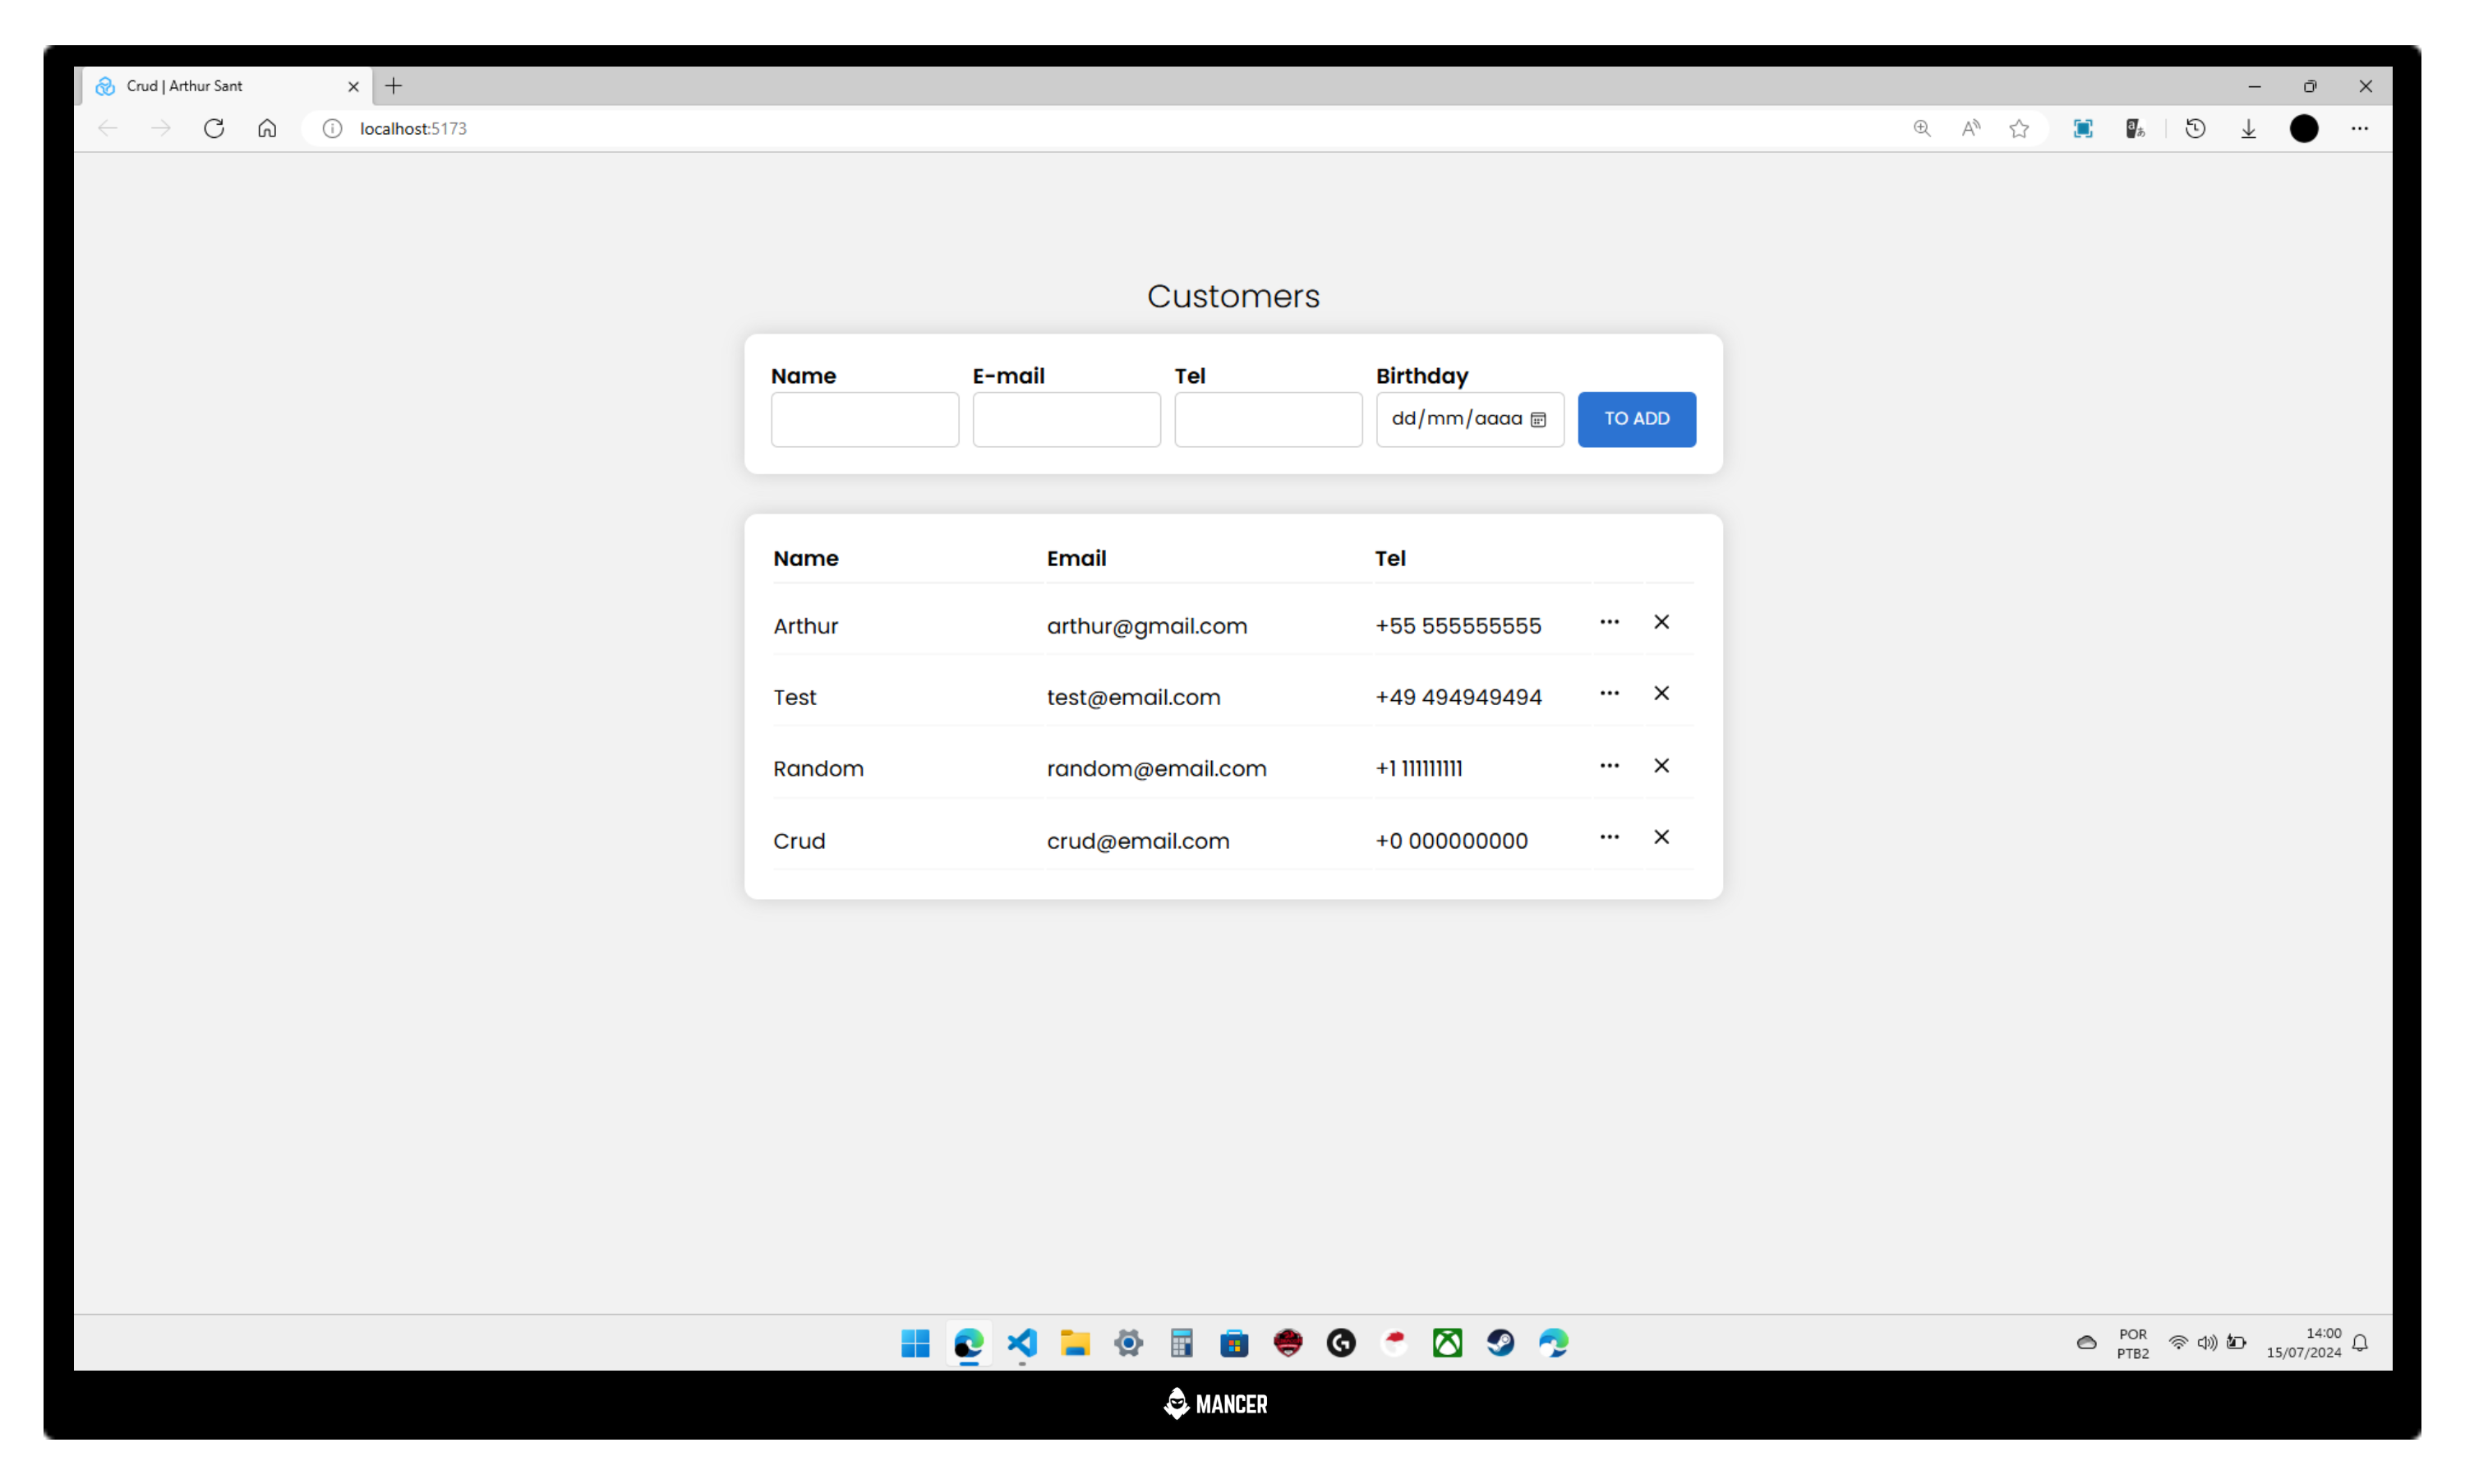 Crud | Arthur Sant
localhost:5173
Customers
Name E-mail Tel Birthday
dd/mm/aaaa TO ADD
Name Email Tel
Arthur arthur@gmail.com +55 555555555
Test test@email.com +49 494949494
Random random@email.com +1 111111111
Crud crud@email.com +0 000000000
POR 14:00
PTB2 15/07/2024
MANCER